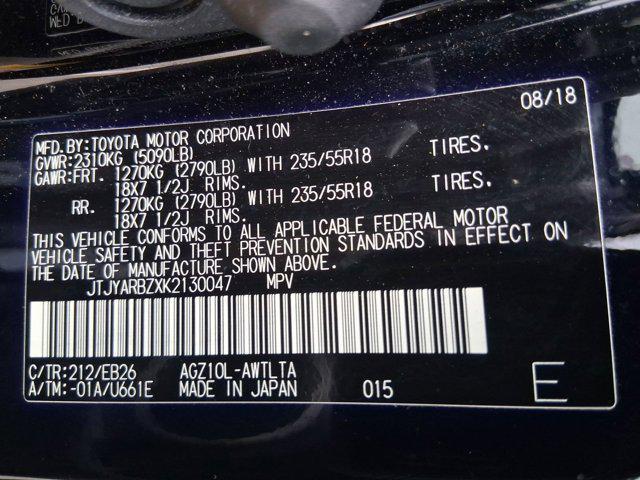 08/18
MFD.BY:TOYOTA MOTOR CORPORATION
GVWR:2310KG (5090LB)
GAWR:FRT. 1270KG (2790LB) WITH 235/55R18 TIRES.
18X7 1/2J RIMS.
RR. 1270KG (2790LB) WITH 235/55R18 TIRES.
18X7 1/2J RIMS.
THIS VEHICLE CONFORMS TO ALL APPLICABLE FEDERAL MOTOR
VEHICLE SAFETY AND THEFT PREVENTION STANDARDS IN EFFECT ON
THE DATE OF MANUFACTURE SHOWN ABOVE.
JTJYARBZXK2130047 MPV
C/TR:212/EB26 AGZ10L-AWTLTA
A/TM:-01A/U661E MADE IN JAPAN 015 E